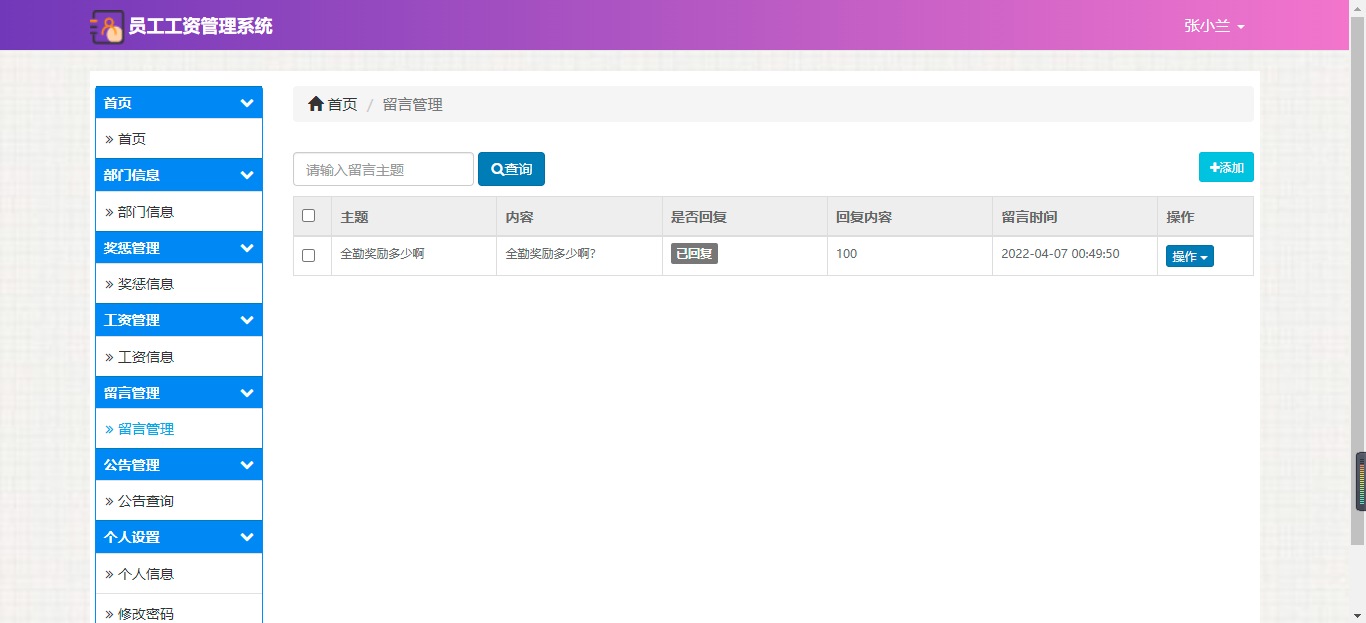 员工工资管理系统
张小兰
首页
» 首页
部门信息
» 部门信息
奖惩管理
» 奖惩信息
工资管理
» 工资信息
留言管理
» 留言管理
公告管理
» 公告查询
个人设置
» 个人信息
» 修改密码
首页 / 留言管理
请输入留言主题 查询 添加
主题 内容 是否回复 回复内容 留言时间 操作
全勤奖励多少啊 全勤奖励多少啊? 已回复 100 2022-04-07 00:49:50 操作